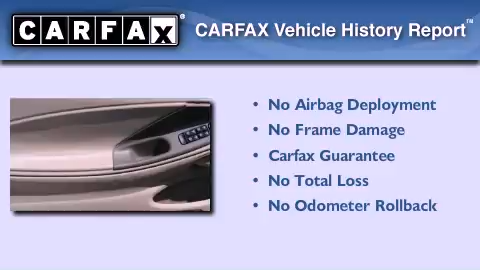 CARFAX® CARFAX Vehicle History Report™
• No Airbag Deployment
• No Frame Damage
• Carfax Guarantee
• No Total Loss
• No Odometer Rollback